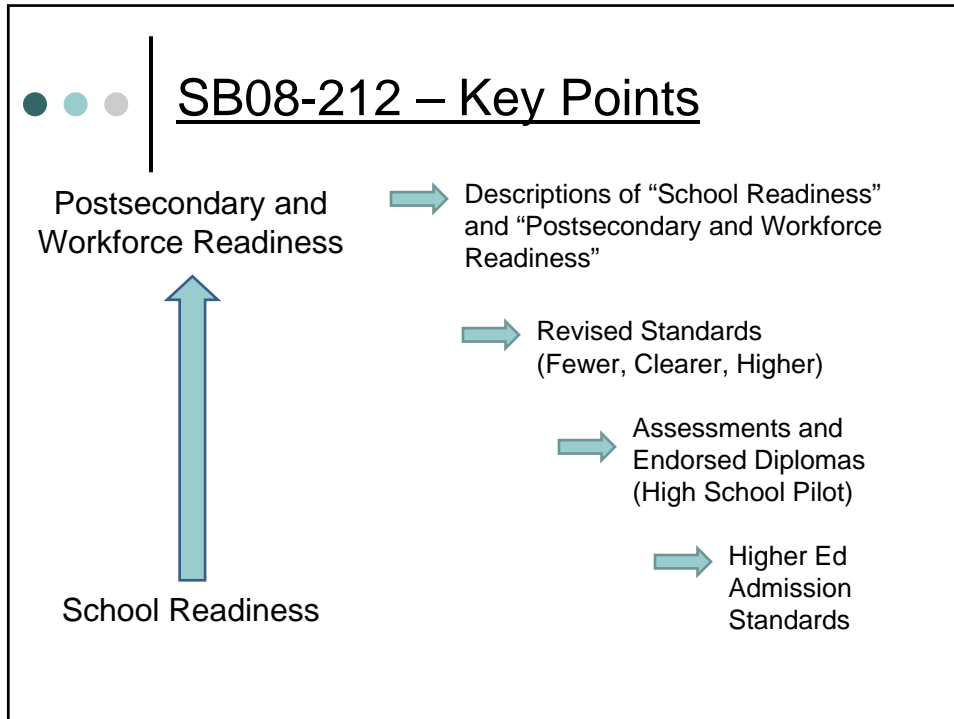 SB08-212 – Key Points
Postsecondary and
Workforce Readiness
School Readiness
Descriptions of “School Readiness”
and “Postsecondary and Workforce
Readiness”
Revised Standards
(Fewer, Clearer, Higher)
Assessments and
Endorsed Diplomas
(High School Pilot)
Higher Ed
Admission
Standards